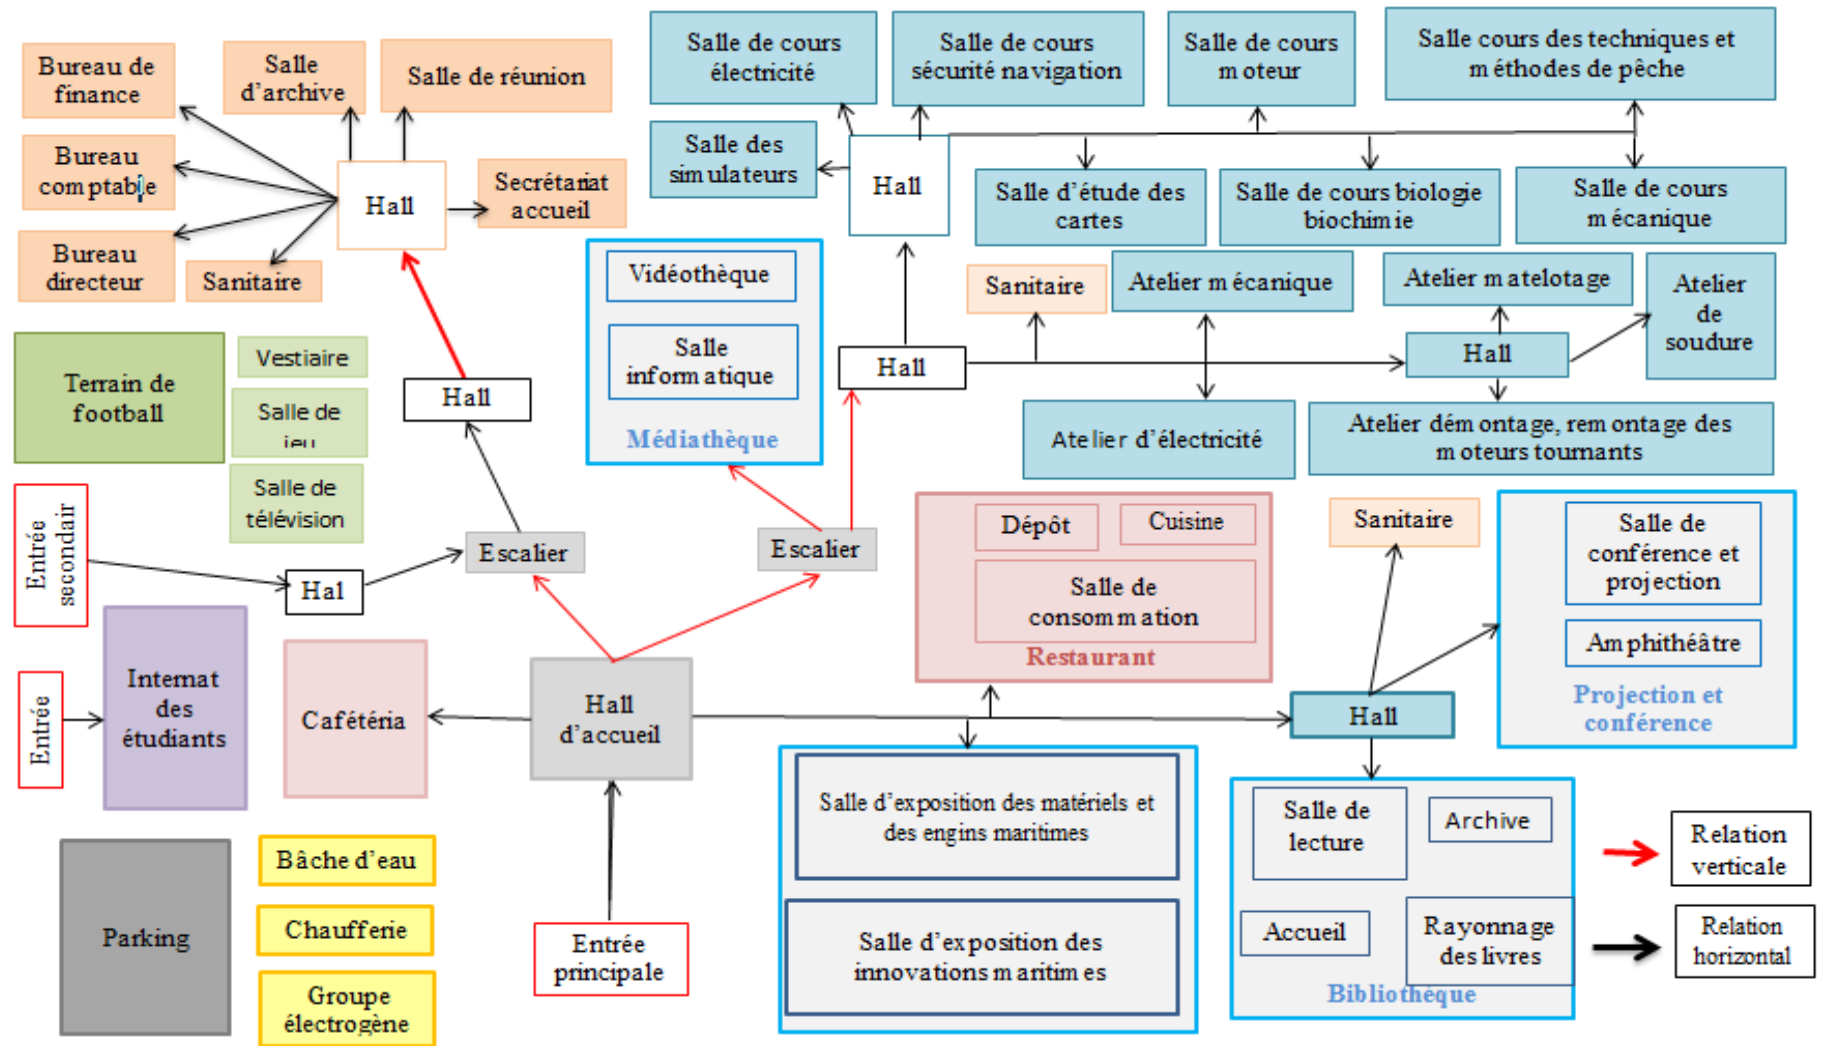 Bureau de
finance
Salle
d'archive
Salle de réunion
Bureau
comptable
Hall
Secrétariat
accueil
Bureau
directeur
Sanitaire
Salle de cours
électricité
Salle de cours
sécurité navigation
Salle de cours
moteur
Salle cours des techniques et
méthodes de pêche
Salle des
simulateurs
Hall
Salle d'étude des
cartes
Salle de cours biologie
biochimie
Salle de cours
mécanique
Vidéothèque
Salle
informatique
Médiathèque
Sanitaire
Atelier mécanique
Atelier matelotage
Atelier
de
soudure
Hall
Hall
Atelier d'électricité
Atelier démontage, remontage des
moteurs tournants
Terrain de
football
Vestiaire
Salle de
jeu
Salle de
télévision
Hall
Entrée
secondair
Hal
Escalier
Escalier
Dépôt
Cuisine
Salle de
consommation
Restaurant
Sanitaire
Salle de
conférence et
projection
Amphithéâtre
Projection et
conférence
Entrée
Internat
des
étudiants
Cafétéria
Hall
d'accueil
Hall
Salle d'exposition des matériels et
des engins maritimes
Salle d'exposition des
innovations maritimes
Salle de
lecture
Archive
Accueil
Rayonnage
des livres
Bibliothèque
Relation
verticale
Relation
horizontal
Parking
Bâche d'eau
Chaufferie
Groupe
électrogène
Entrée
principale